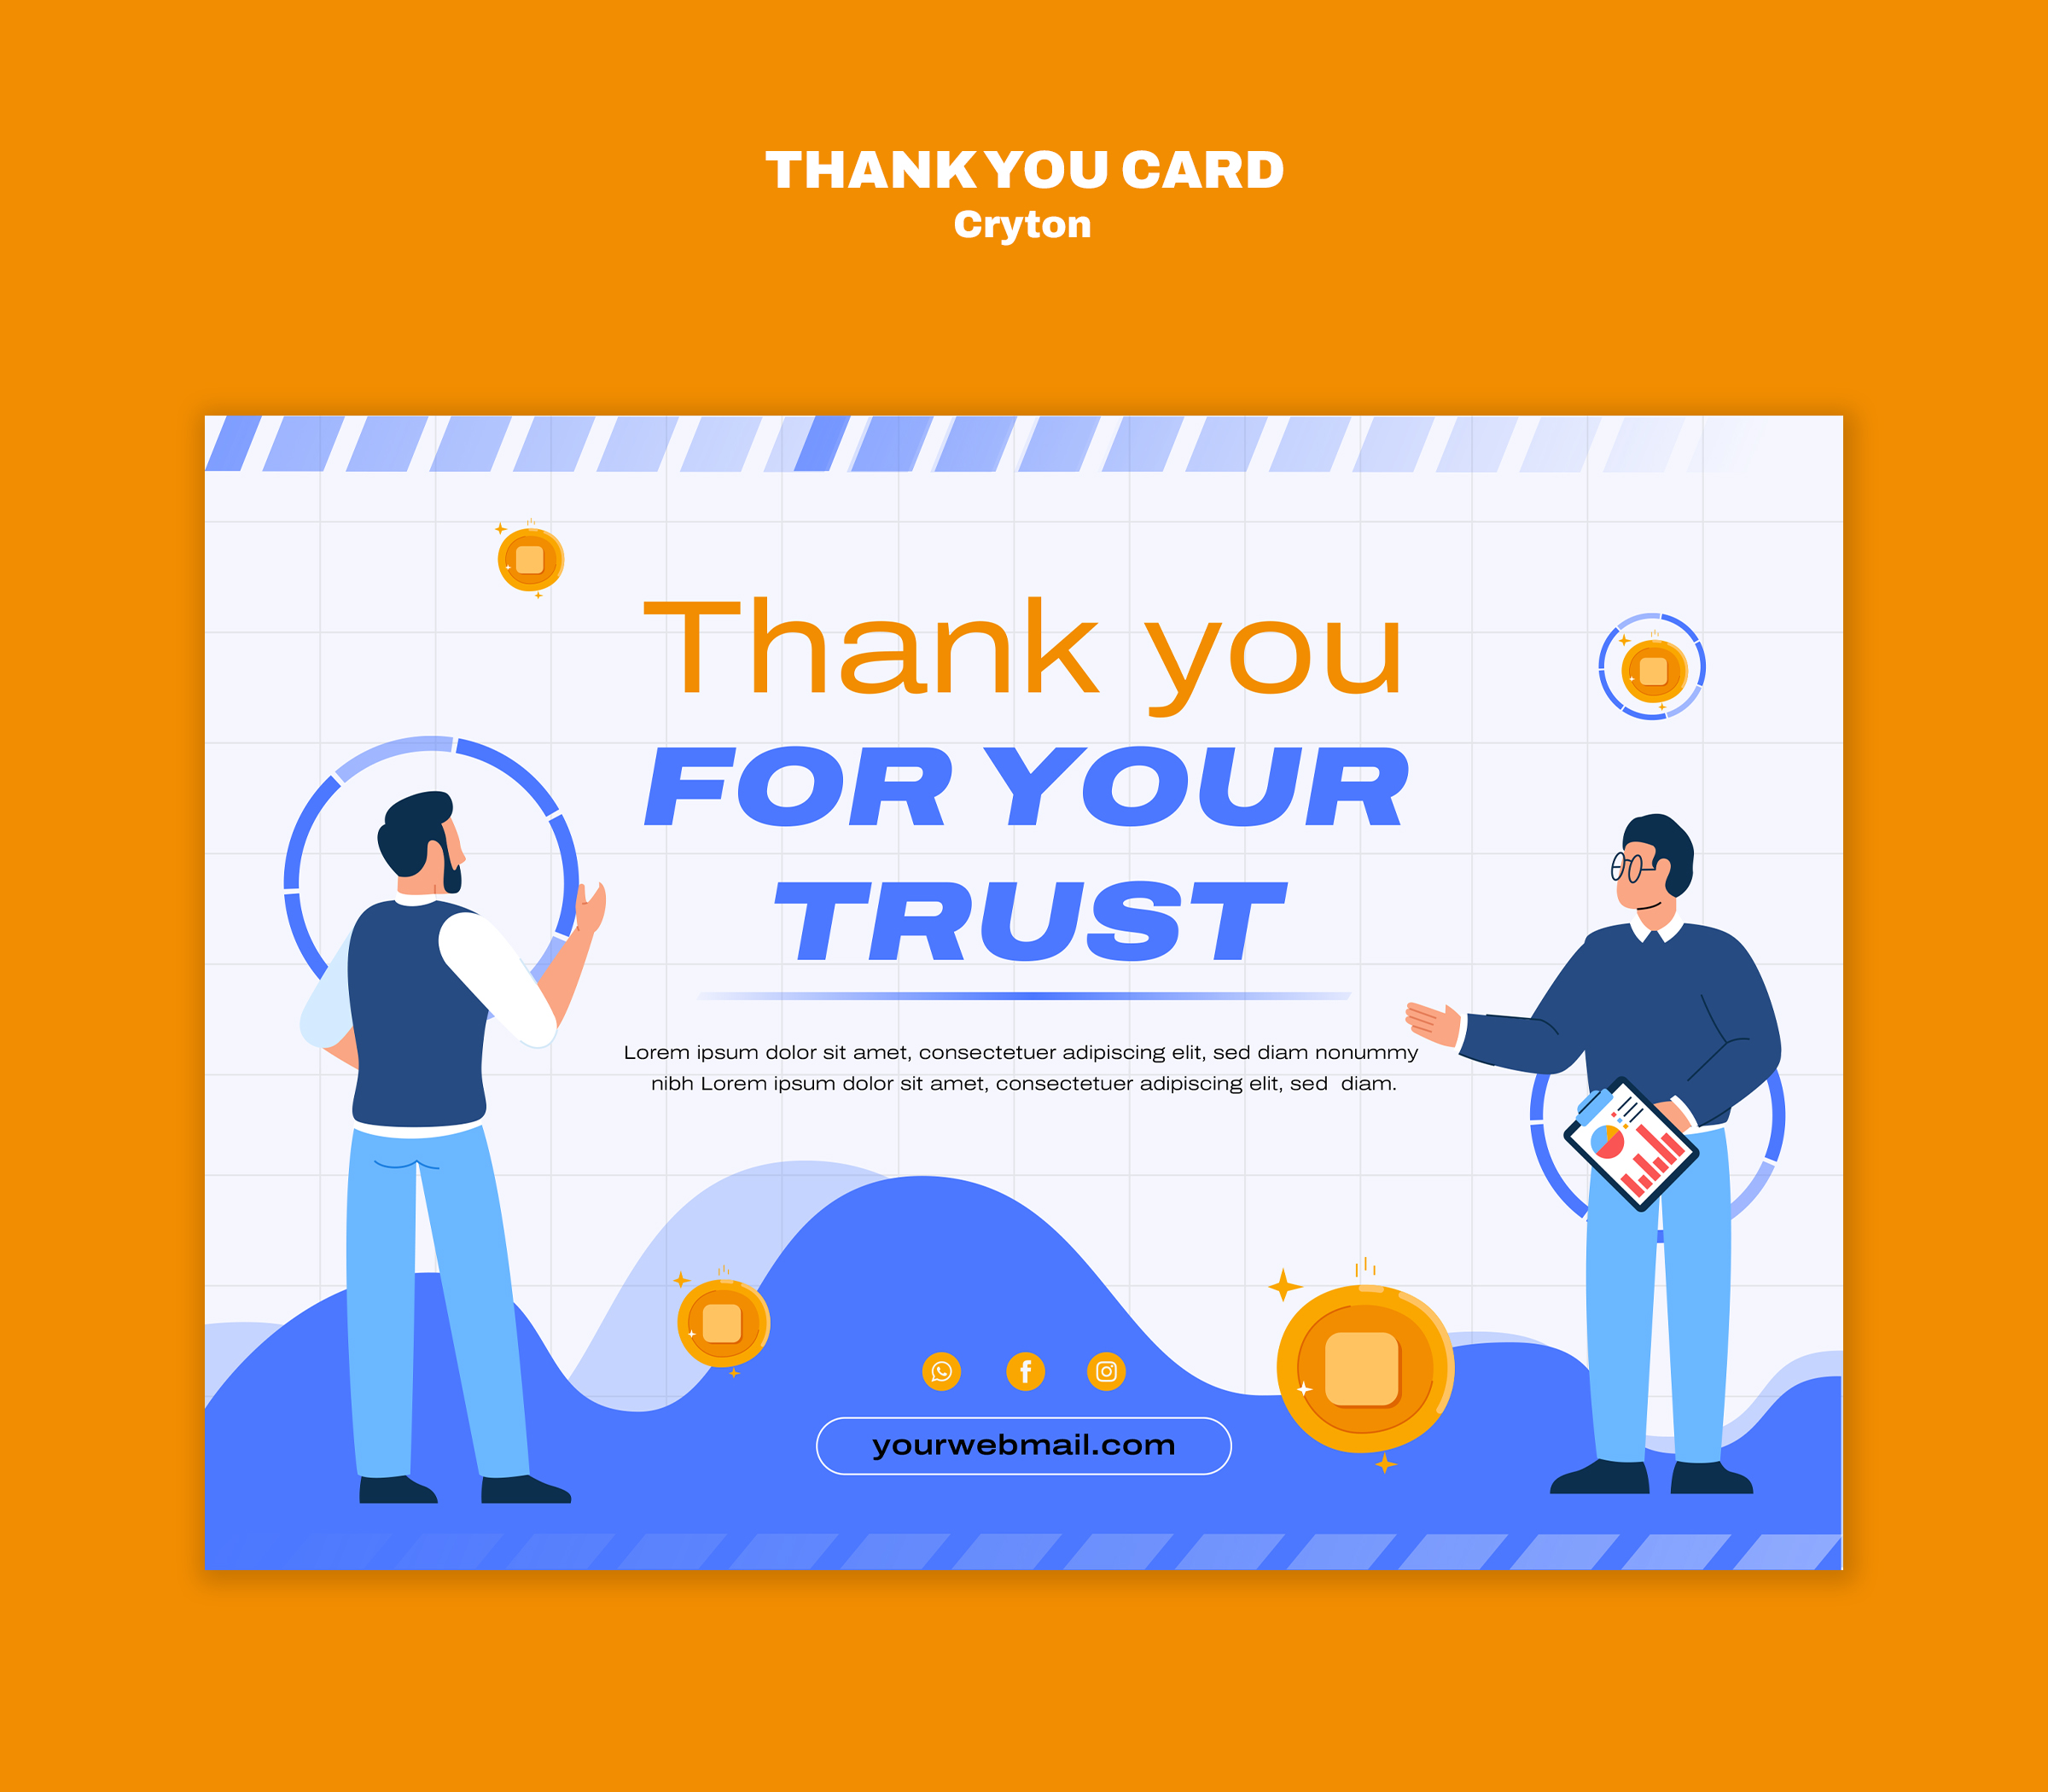 THANK YOU CARD
Cryton
Thank you
FOR YOUR
TRUST
Lorem ipsum dolor sit amet, consectetuer adipiscing elit, sed diam nonummy
nibh Lorem ipsum dolor sit amet, consectetuer adipiscing elit, sed  diam.
yourwebmail.com